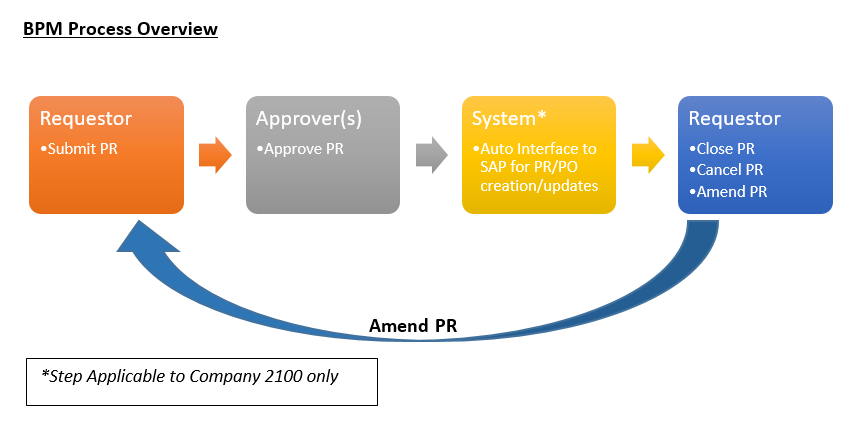 BPM Process Overview
Requestor
•Submit PR
Approver(s)
•Approve PR
System*
•Auto Interface to
SAP for PR/PO
creation/updates
Requestor
•Close PR
•Cancel PR
•Amend PR
Amend PR
*Step Applicable to Company 2100 only